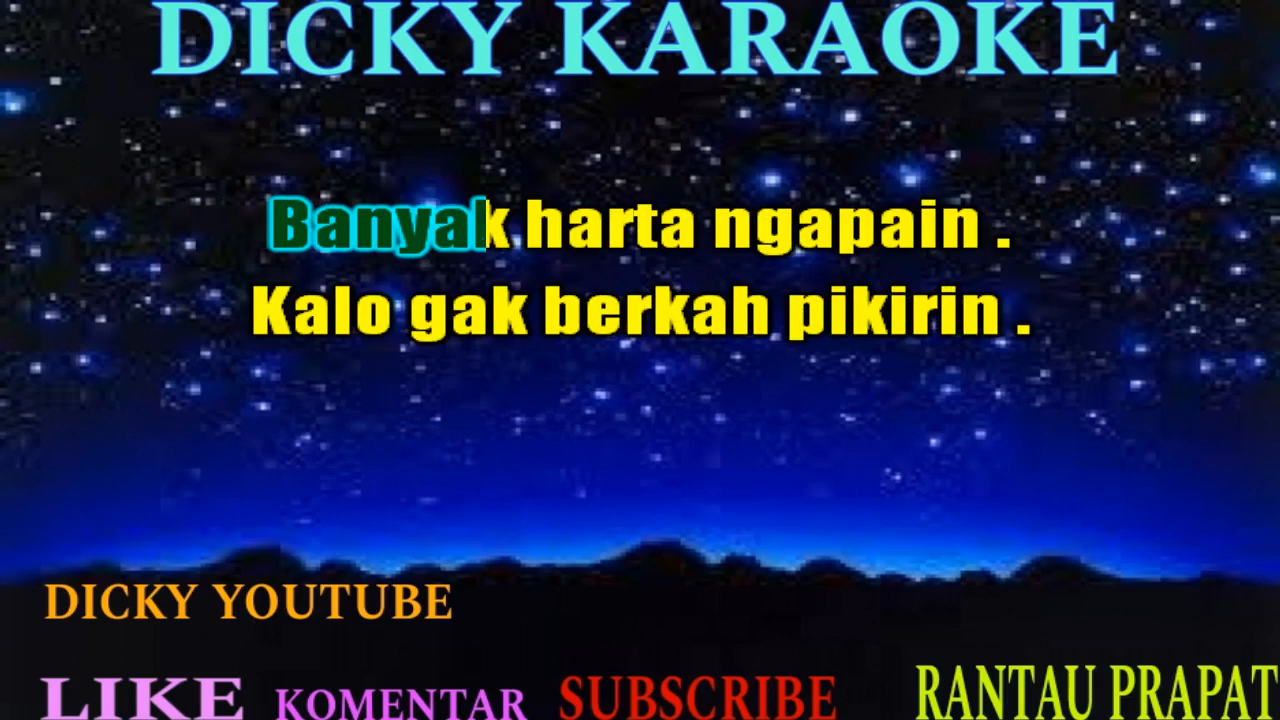 DICKY KARAOKE
Banyak harta ngapain .
Kalo gak berkah pikirin .
DICKY YOUTUBE
LIKE KOMENTAR SUBSCRIBE RANTAU PRAPAT